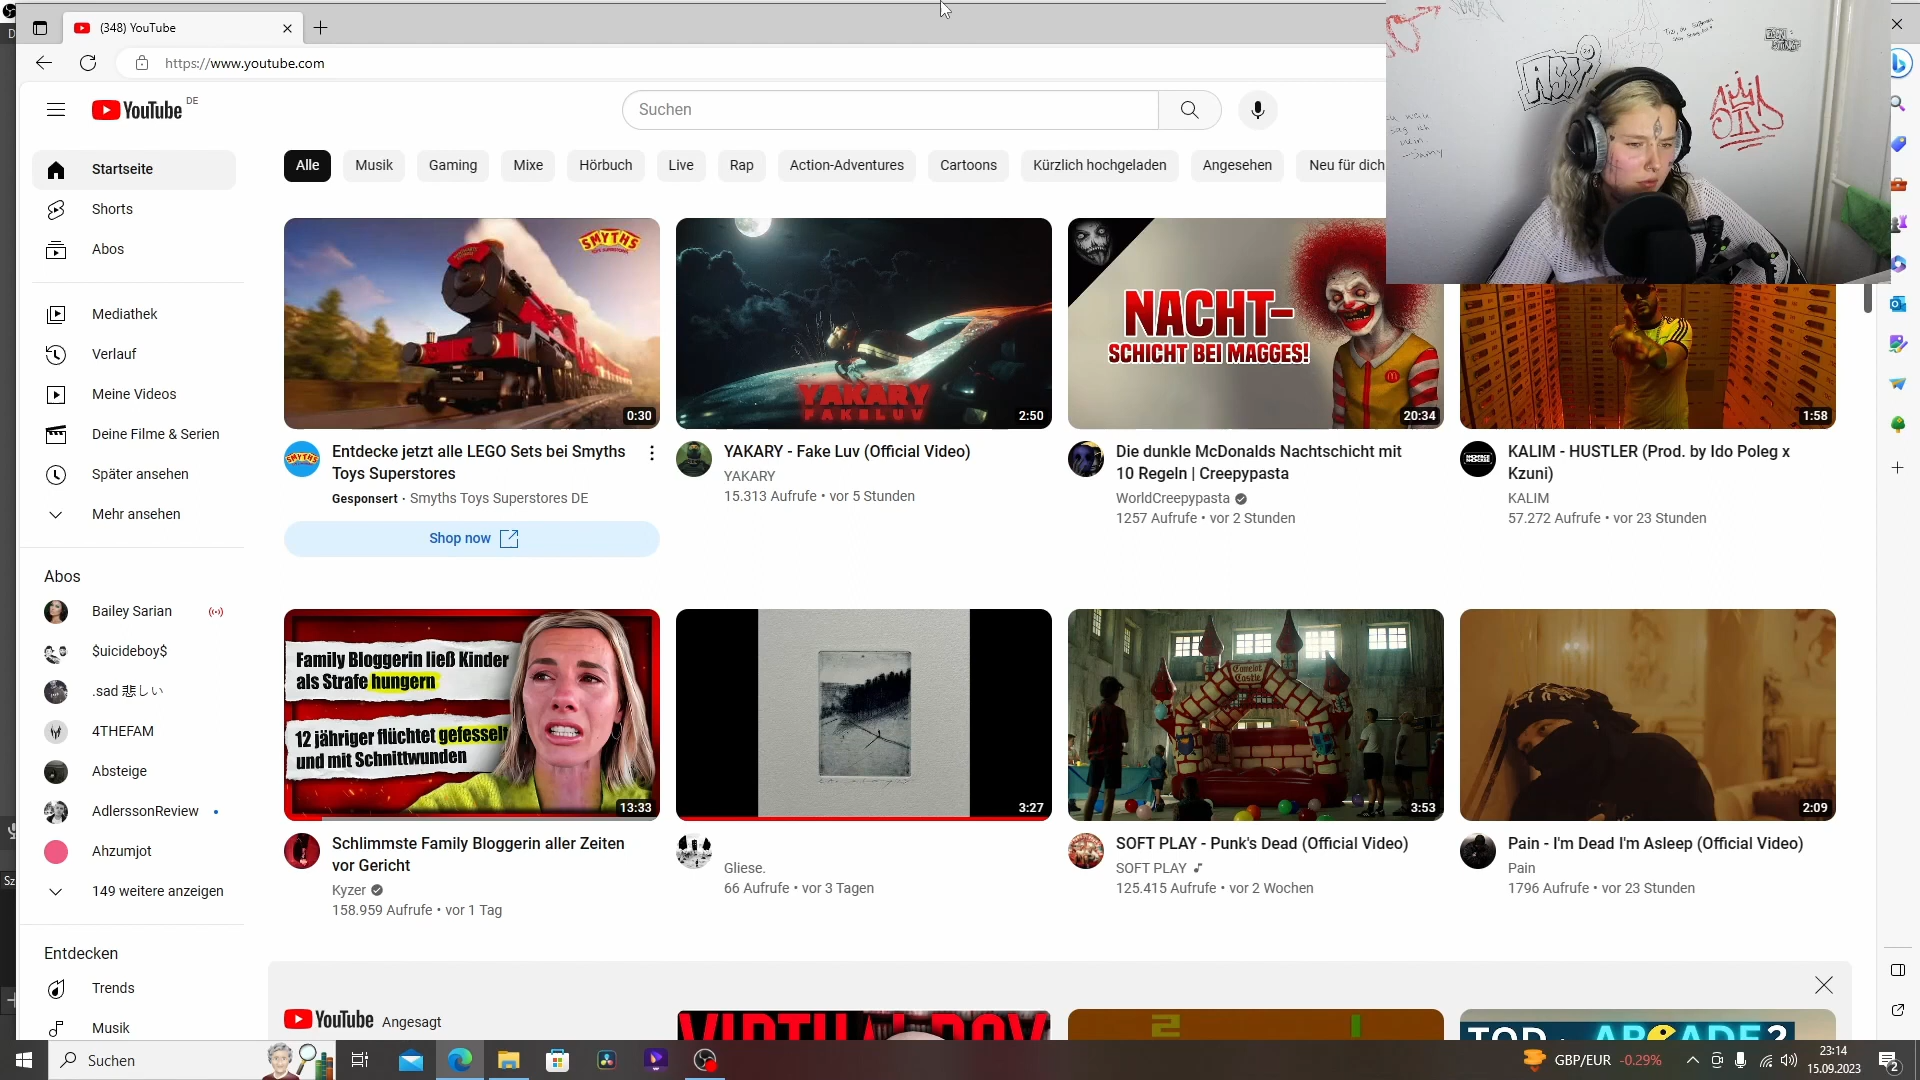 (348) YouTube
https://www.youtube.com
YouTube DE
Suchen
Alle
Musik
Gaming
Mixe
Hörbuch
Live
Rap
Action-Adventures
Cartoons
Kürzlich hochgeladen
Angesehen
Neu für dich
Startseite
Shorts
Abos
Mediathek
Verlauf
Meine Videos
Deine Filme & Serien
Später ansehen
Mehr ansehen
Abos
Bailey Sarian
$uicideboy$
.sad 悲しい
4THEFAM
Absteige
AdlerssonReview
Ahzumjot
149 weitere anzeigen
Entdecken
Trends
Musik
SMYTHS
0:30
Entdecke jetzt alle LEGO Sets bei Smyths
Toys Superstores
Gesponsert · Smyths Toys Superstores DE
Shop now
YAKARY
FAKE LUV
2:50
YAKARY - Fake Luv (Official Video)
YAKARY
15.313 Aufrufe • vor 5 Stunden
NACHT-
SCHICHT BEI MAGGES!
20:34
Die dunkle McDonalds Nachtschicht mit
10 Regeln | Creepypasta
WorldCreepypasta
1257 Aufrufe • vor 2 Stunden
1:58
KALIM - HUSTLER (Prod. by Ido Poleg x
Kzuni)
KALIM
57.272 Aufrufe • vor 23 Stunden
Family Bloggerin ließ Kinder
als Strafe hungern
12 jähriger flüchtet gefesselt
und mit Schnittwunden
13:33
Schlimmste Family Bloggerin aller Zeiten
vor Gericht
Kyzer
158.959 Aufrufe • vor 1 Tag
3:27
Gliese.
66 Aufrufe • vor 3 Tagen
Camelot
Castle
3:53
SOFT PLAY - Punk's Dead (Official Video)
SOFT PLAY
125.415 Aufrufe • vor 2 Wochen
2:09
Pain - I'm Dead I'm Asleep (Official Video)
Pain
1796 Aufrufe • vor 23 Stunden
YouTube Angesagt
Suchen
GBP/EUR -0.29%
23:14
15.09.2023
2